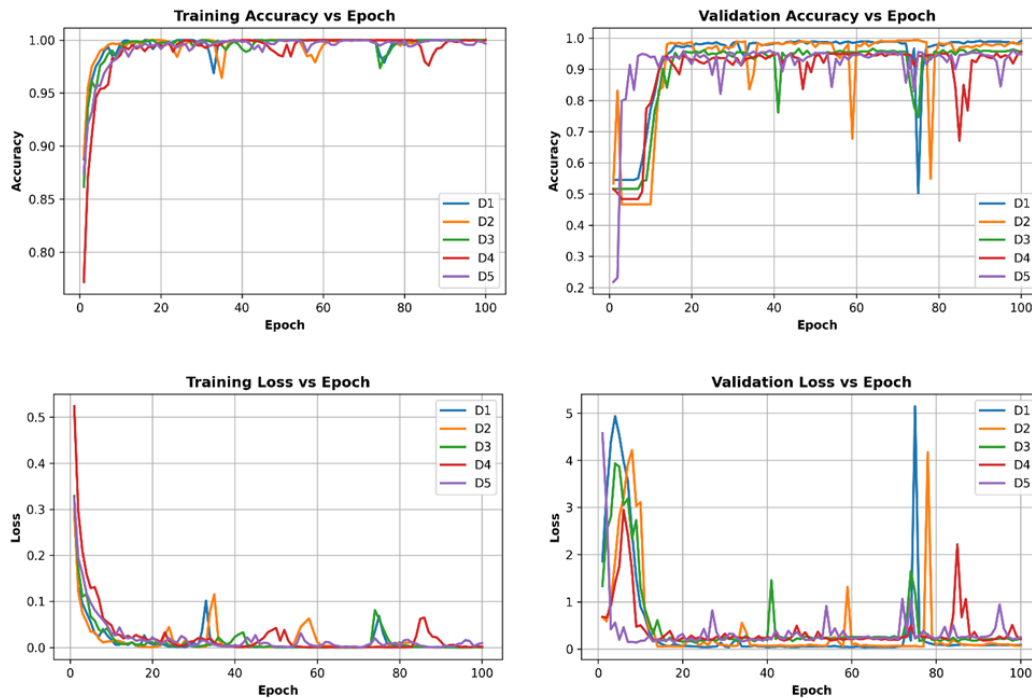 Training Accuracy vs Epoch
Accuracy
1.00
0.95
0.90
0.85
0.80
0
20
40
60
80
100
Epoch
D1
D2
D3
D4
D5
Validation Accuracy vs Epoch
Accuracy
1.0
0.9
0.8
0.7
0.6
0.5
0.4
0.3
0.2
0
20
40
60
80
100
Epoch
D1
D2
D3
D4
D5
Training Loss vs Epoch
Loss
0.5
0.4
0.3
0.2
0.1
0.0
0
20
40
60
80
100
Epoch
D1
D2
D3
D4
D5
Validation Loss vs Epoch
Loss
5
4
3
2
1
0
0
20
40
60
80
100
Epoch
D1
D2
D3
D4
D5